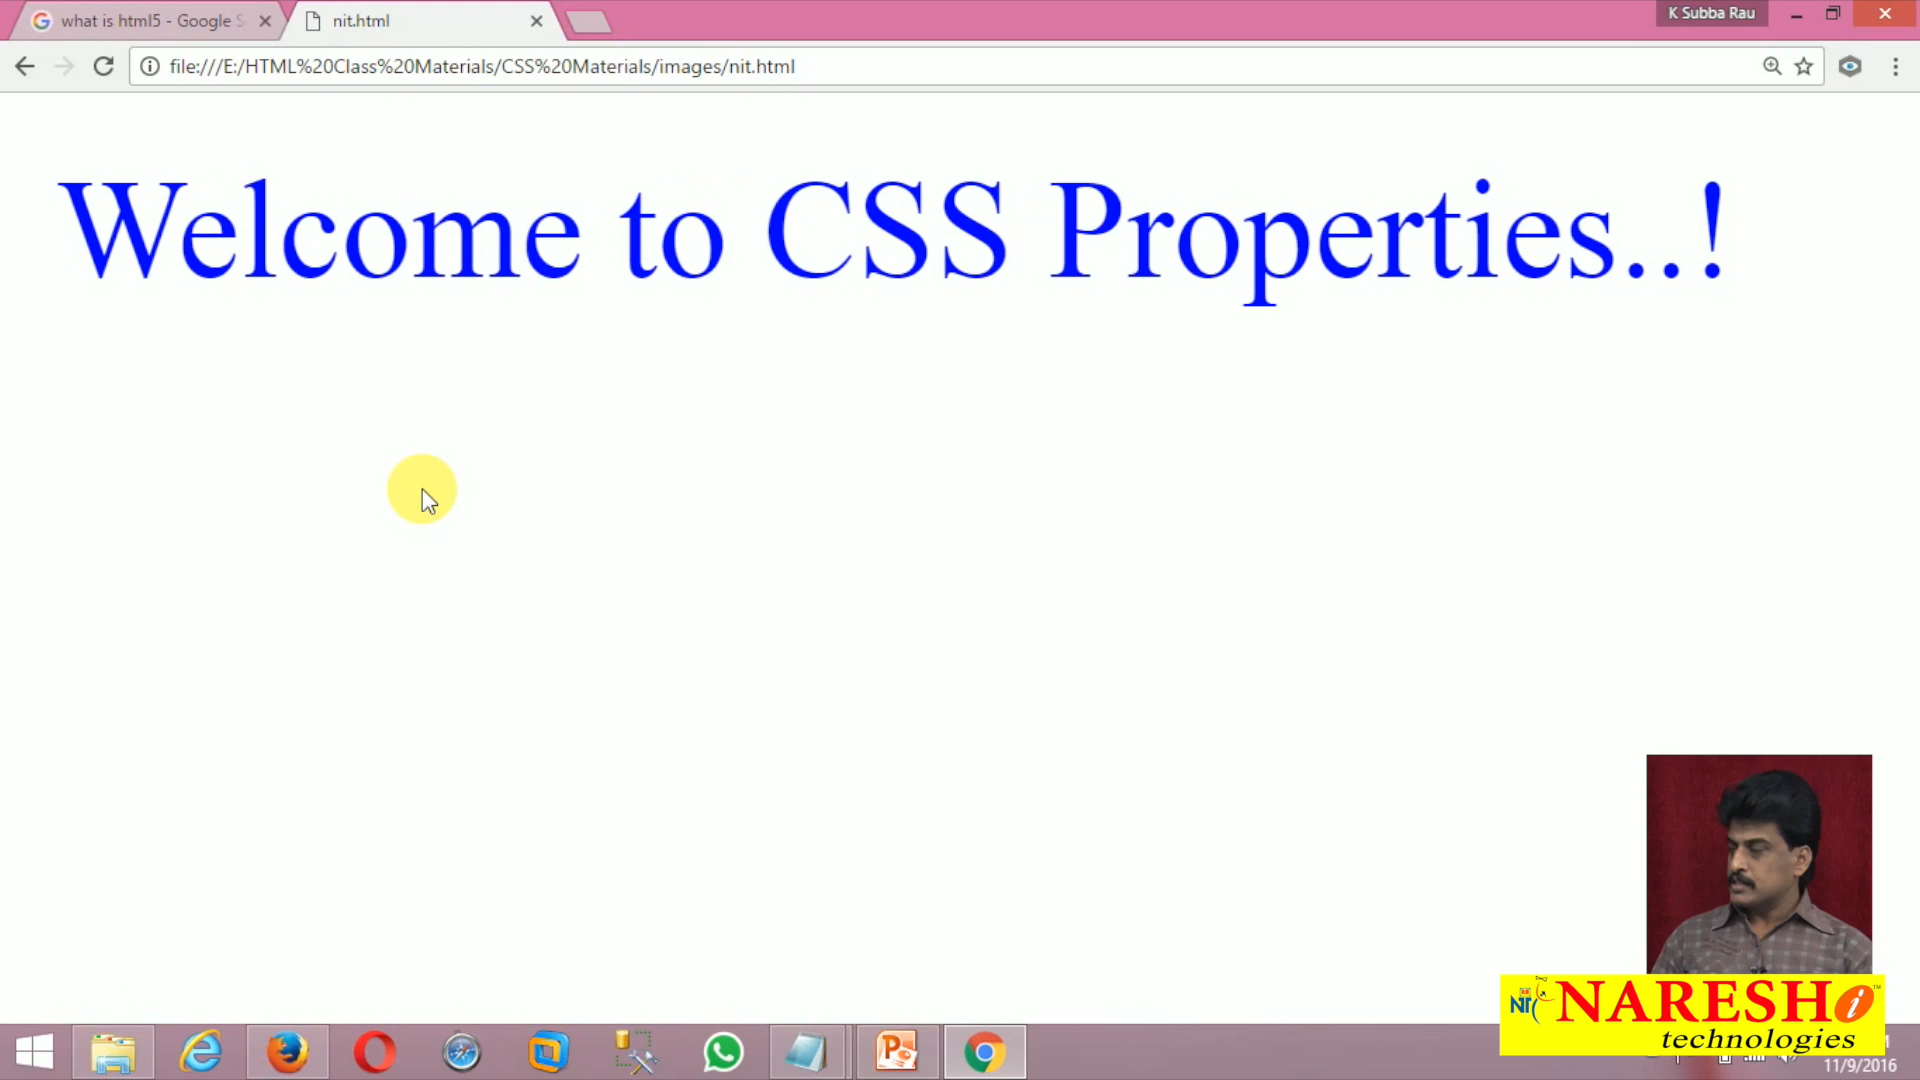 what is html5 - Google S
nit.html
K Subba Rau
file:///E:/HTML%20Class%20Materials/CSS%20Materials/images/nit.html
Welcome to CSS Properties..!
NARESH i ™
technologies
11/9/2016